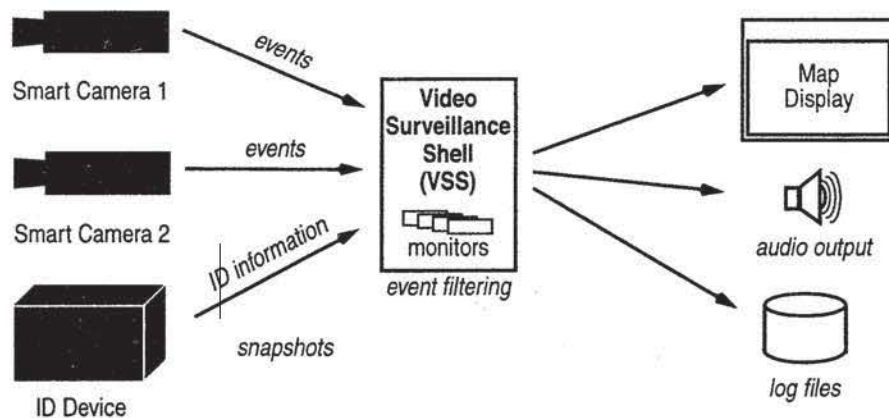 events
Smart Camera 1
events
Smart Camera 2
ID information
snapshots
ID Device
Video
Surveillance
Shell
(VSS)
monitors
event filtering
Map
Display
audio output
log files